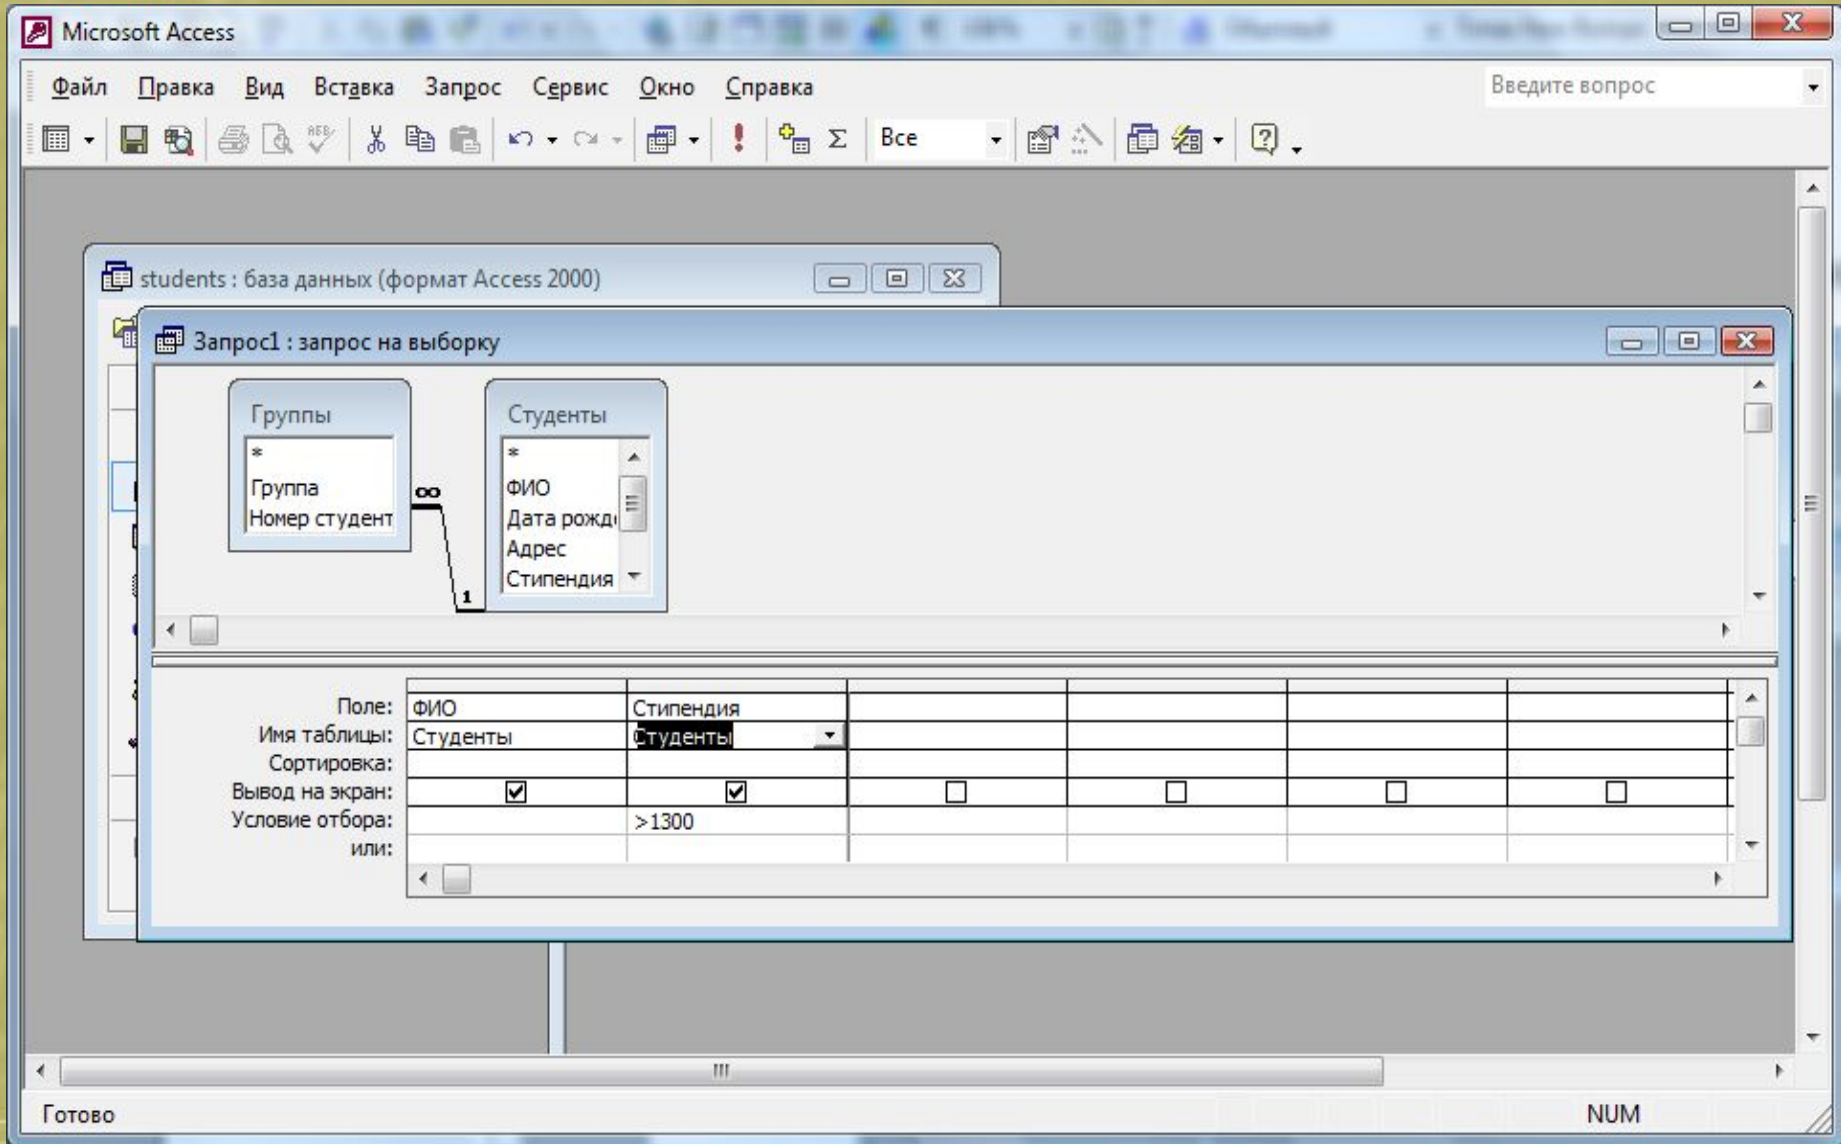 Microsoft Access
Файл Правка Вид Вставка Запрос Сервис Окно Справка Введите вопрос
Все
students : база данных (формат Access 2000)
Запрос1 : запрос на выборку
Группы Студенты
* *
Группа ∞ ФИО
Номер студент Дата рожд
Адрес
1 Стипендия
Поле: ФИО Стипендия
Имя таблицы: Студенты Студенты
Сортировка:
Вывод на экран:
Условие отбора: >1300
или:
Готово NUM